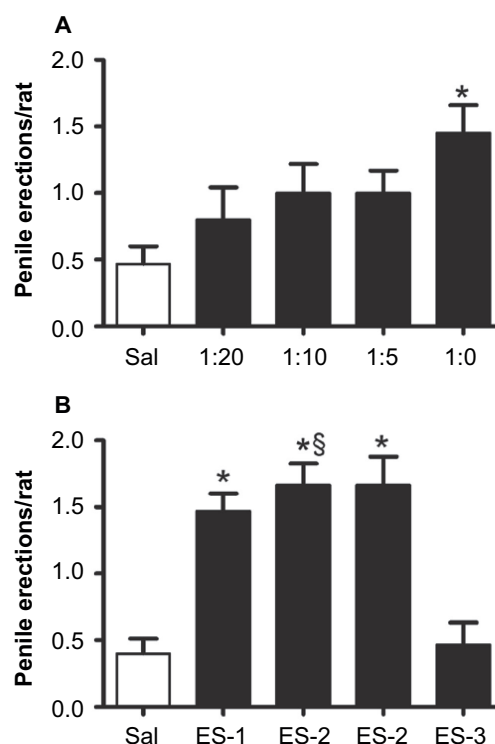 A
Penile erections/rat
2.0
1.5
1.0
0.5
0.0
*
Sal 1:20 1:10 1:5 1:0
B
Penile erections/rat
2.0
1.5
1.0
0.5
0.0
* *§ *
Sal ES-1 ES-2 ES-2 ES-3